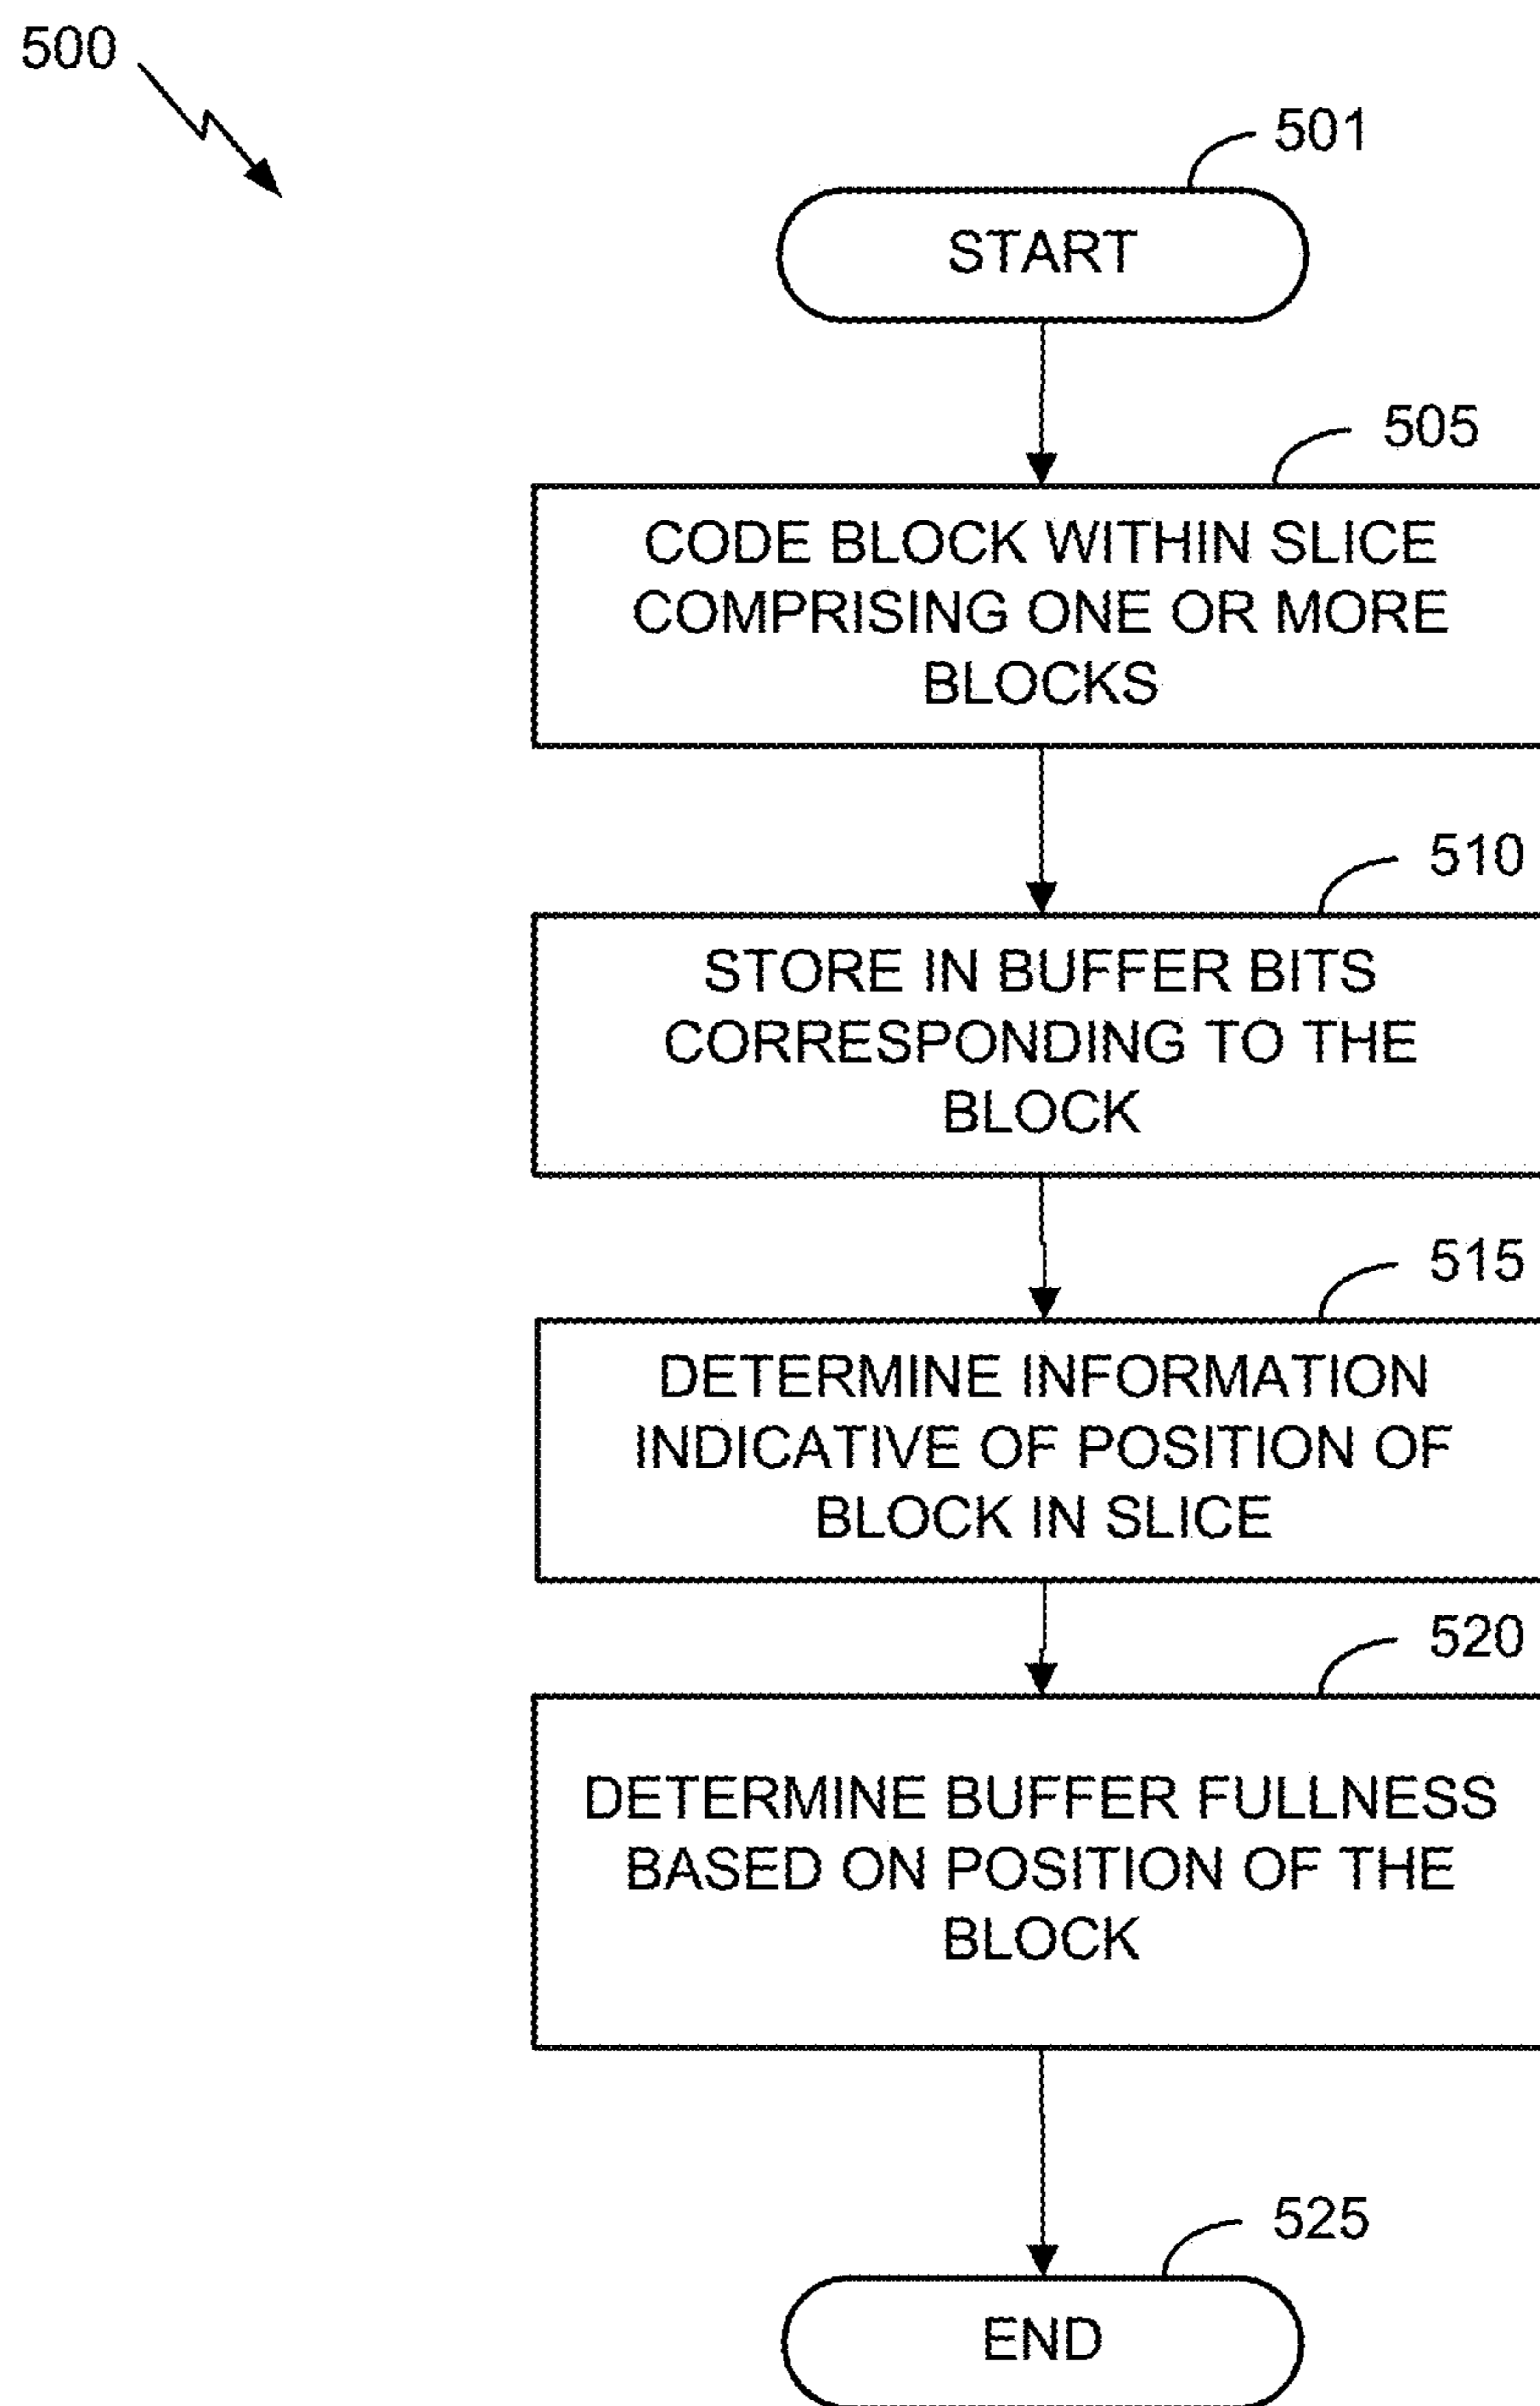 500
501
START
505
CODE BLOCK WITHIN SLICE
COMPRISING ONE OR MORE
BLOCKS
510
STORE IN BUFFER BITS
CORRESPONDING TO THE
BLOCK
515
DETERMINE INFORMATION
INDICATIVE OF POSITION OF
BLOCK IN SLICE
520
DETERMINE BUFFER FULLNESS
BASED ON POSITION OF THE
BLOCK
525
END